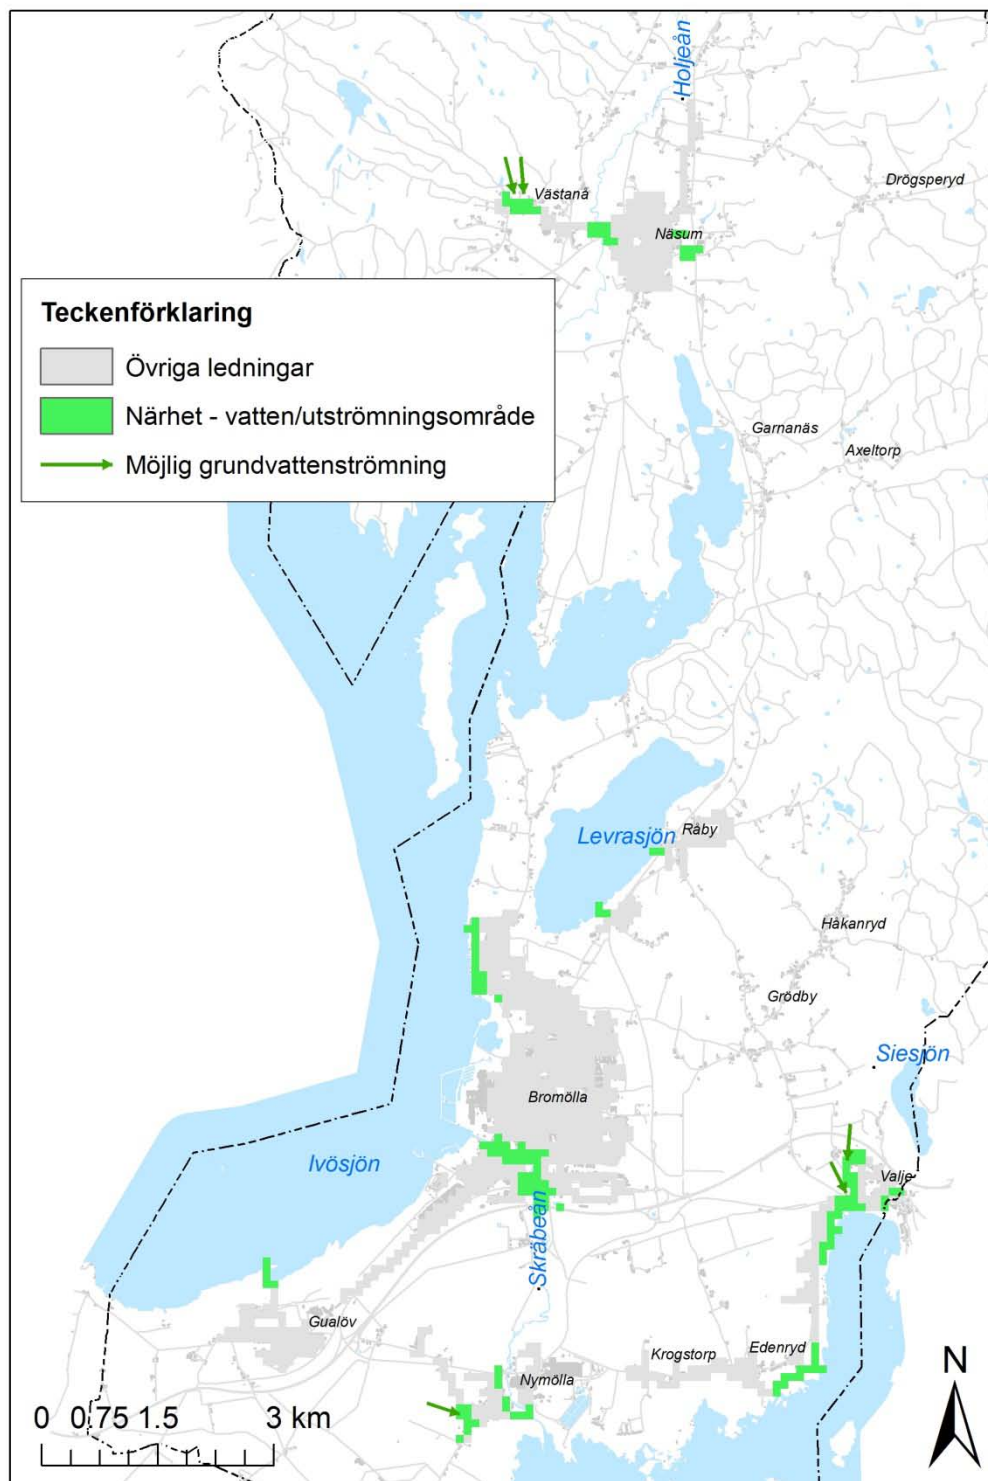 Holjeån
Drögsperyd
Västanå
Näsum
Teckenförklaring
Övriga ledningar
Närhet - vatten/utströmningsområde
Möjlig grundvattenströmning
Garnanäs
Axeltorp
Levrasjön
Råby
Håkanryd
Grödby
Siesjön
Bromölla
Ivösjön
Valje
Skräbeån
Gualöv
Krogstorp
Edenryd
Nymölla
N
0 0,75 1,5 3 km